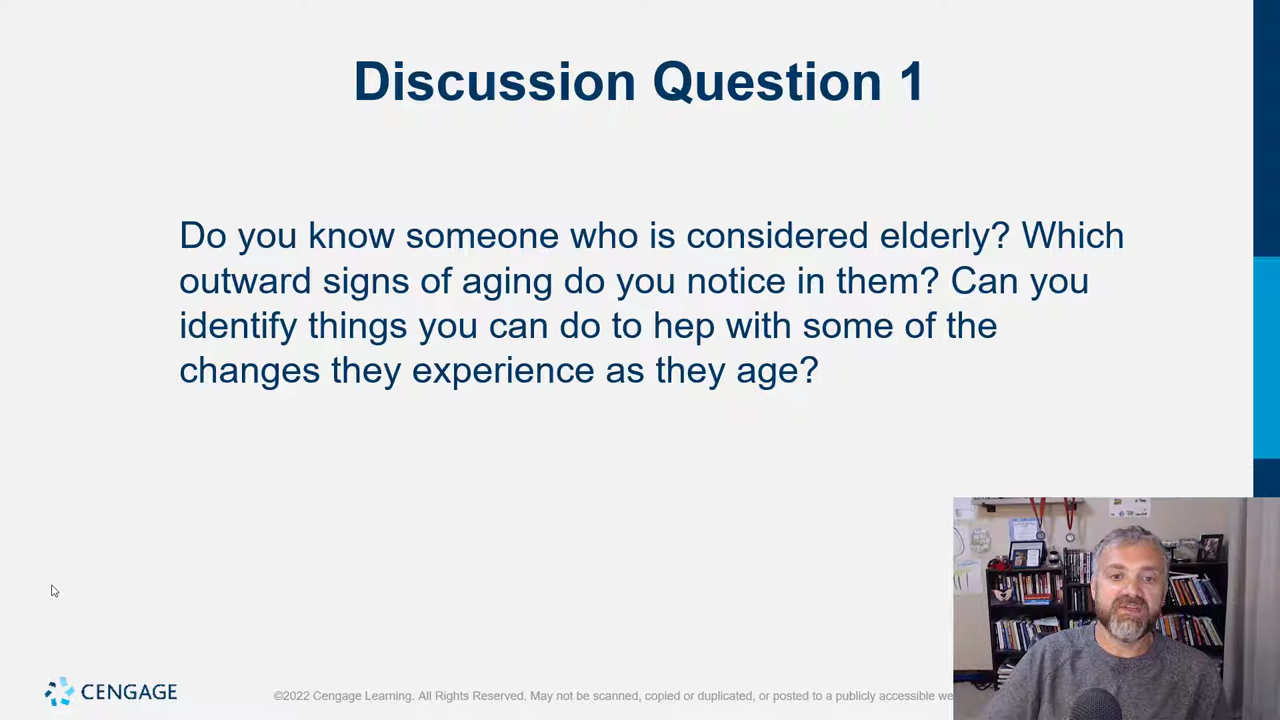 Discussion Question 1
Do you know someone who is considered elderly? Which
outward signs of aging do you notice in them? Can you
identify things you can do to hep with some of the
changes they experience as they age?
CENGAGE
©2022 Cengage Learning. All Rights Reserved. May not be scanned, copied or duplicated, or posted to a publicly accessible we